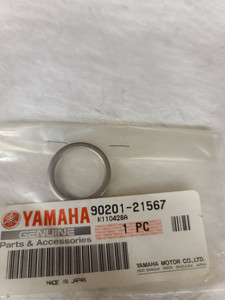 YAMAHA 90201-21567
GENUINE K110428A
Parts & Accessories 1 PC
YAMAHA MOTOR CO.,LTD.
MADE IN JAPAN